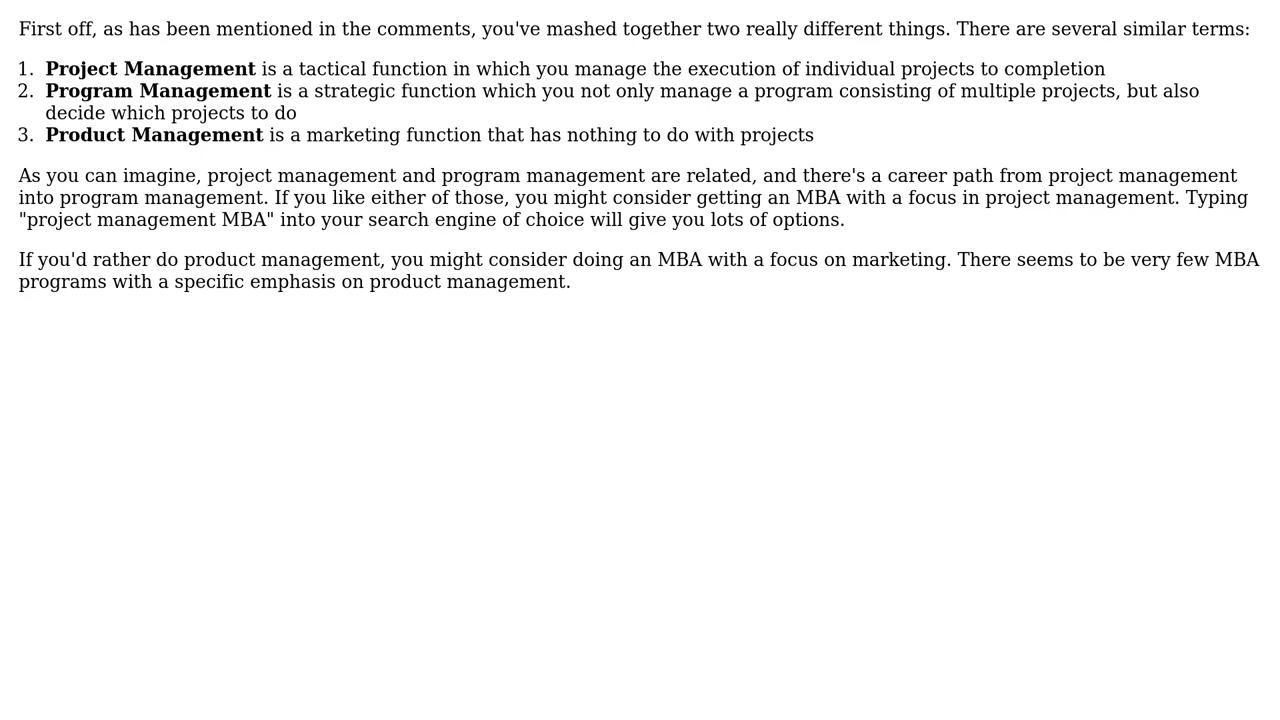 First off, as has been mentioned in the comments, you've mashed together two really different things. There are several similar terms:
1. Project Management is a tactical function in which you manage the execution of individual projects to completion
2. Program Management is a strategic function which you not only manage a program consisting of multiple projects, but also
decide which projects to do
3. Product Management is a marketing function that has nothing to do with projects
As you can imagine, project management and program management are related, and there's a career path from project management
into program management. If you like either of those, you might consider getting an MBA with a focus in project management. Typing
"project management MBA" into your search engine of choice will give you lots of options.
If you'd rather do product management, you might consider doing an MBA with a focus on marketing. There seems to be very few MBA
programs with a specific emphasis on product management.